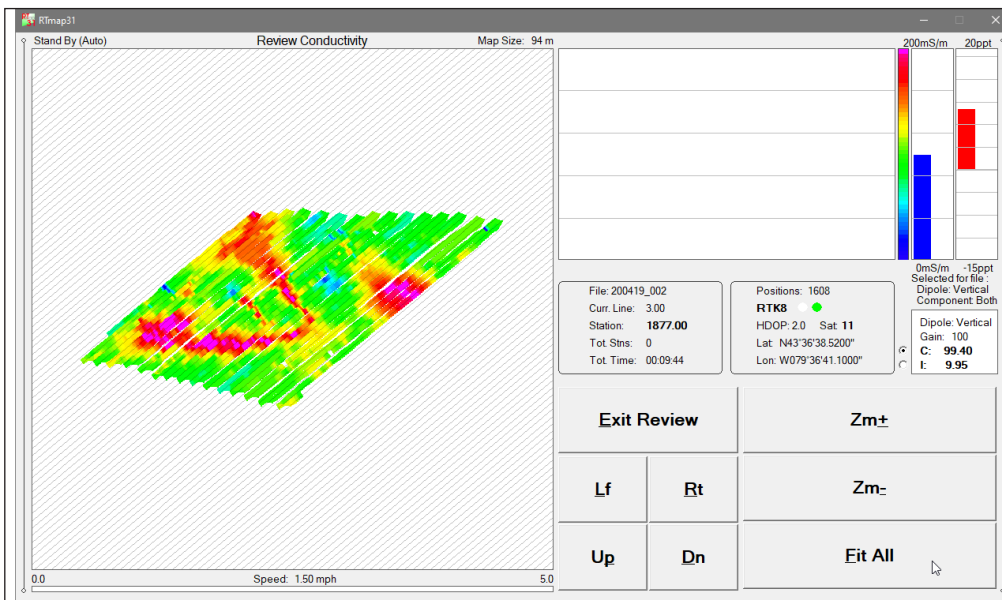 RTmap31
Stand By (Auto) Review Conductivity Map Size: 94 m
200mS/m 20ppt
0mS/m -15ppt
Selected for file :
Dipole: Vertical
Component: Both
File: 200419_002
Curr. Line: 3.00
Station: 1877.00
Tot. Stns: 0
Tot. Time: 00:09:44
Positions: 1608
RTK8
HDOP: 2.0 Sat: 11
Lat: N43°36'38.5200"
Lon: W079°36'41.1000"
Dipole: Vertical
Gain: 100
C: 99.40
I: 9.95
Exit Review
Zm+
Lf
Rt
Zm-
Up
Dn
Fit All
0.0 Speed: 1.50 mph 5.0